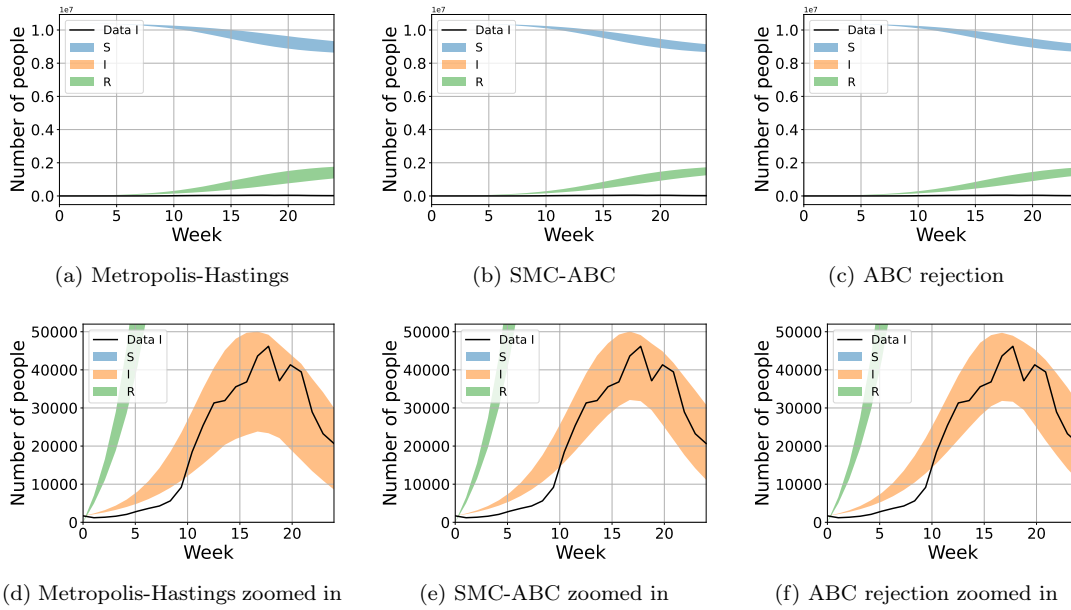 1e7 1e7 1e7
Number of people Number of people Number of people
1.0 1.0 1.0
0.8 0.8 0.8
0.6 0.6 0.6
0.4 0.4 0.4
0.2 0.2 0.2
0.0 0.0 0.0
Data I Data I Data I
S S S
I I I
R R R
0 5 10 15 20 0 5 10 15 20 0 5 10 15 20
Week Week Week
(a) Metropolis-Hastings (b) SMC-ABC (c) ABC rejection
Number of people Number of people Number of people
50000 50000 50000
40000 40000 40000
30000 30000 30000
20000 20000 20000
10000 10000 10000
0 0 0
Data I Data I Data I
S S S
I I I
R R R
0 5 10 15 20 0 5 10 15 20 0 5 10 15 20
Week Week Week
(d) Metropolis-Hastings zoomed in (e) SMC-ABC zoomed in (f) ABC rejection zoomed in